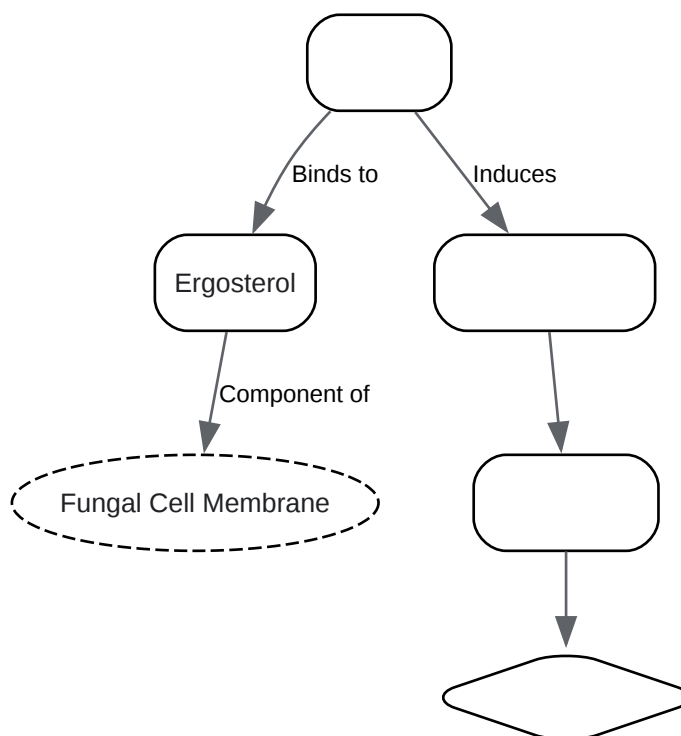 Binds to
Induces
Ergosterol
Component of
Fungal Cell Membrane